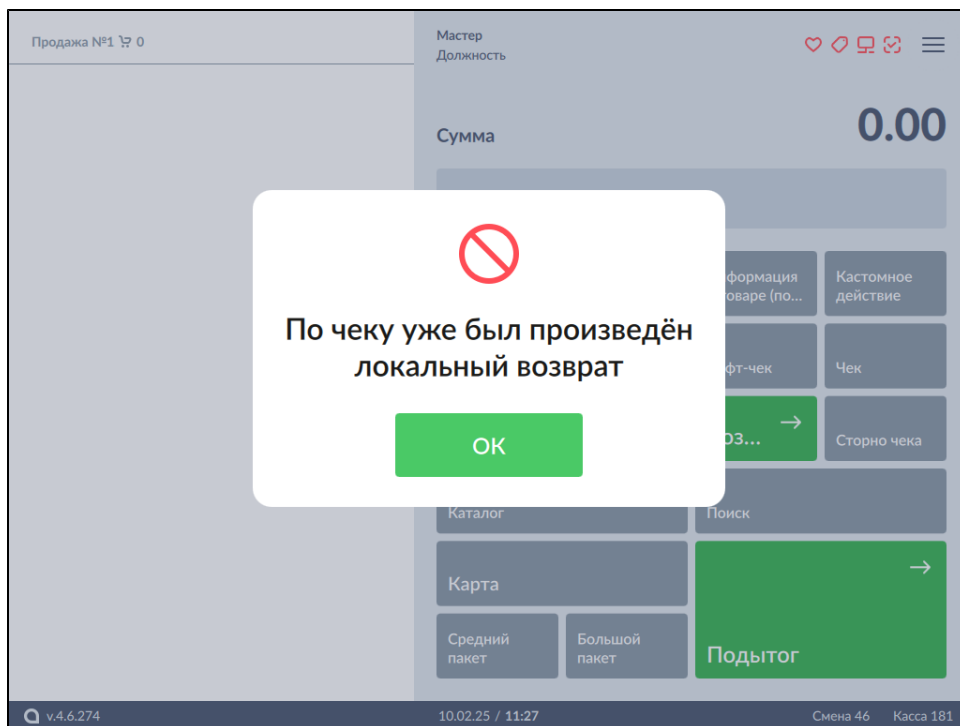 Продажа №1 0
Мастер
Должность
Сумма
0.00
По чеку уже был произведён
локальный возврат
ОК
Кастомное
действие
Чек
Сторно чека
Каталог
Поиск
Карта
Средний
пакет
Большой
пакет
Подытог
v.4.6.274
10.02.25 / 11:27
Смена 46
Касса 181